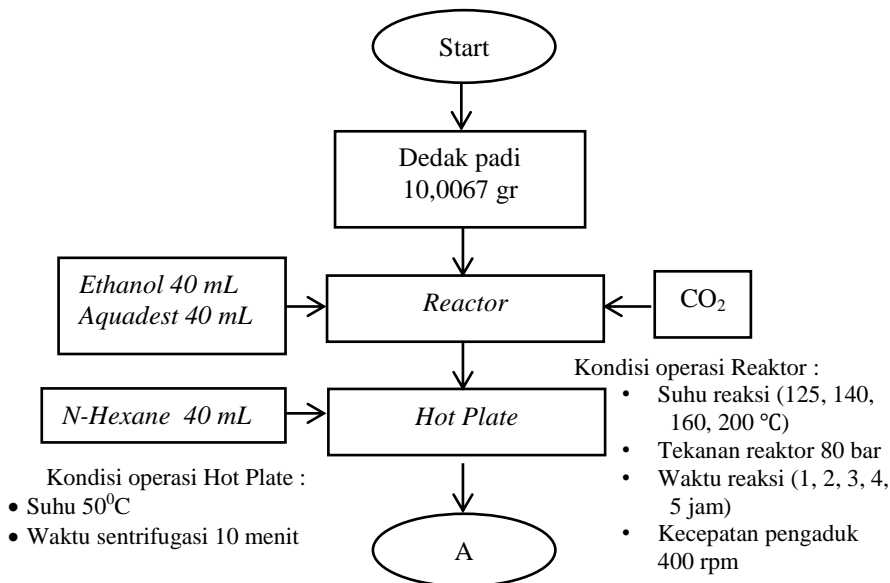 Start
Dedak padi
10,0067 gr
Ethanol 40 mL
Aquadest 40 mL
Reactor
CO₂
N-Hexane 40 mL
Hot Plate
Kondisi operasi Reaktor :
• Suhu reaksi (125, 140,
160, 200 °C)
• Tekanan reaktor 80 bar
• Waktu reaksi (1, 2, 3, 4,
5 jam)
• Kecepatan pengaduk
400 rpm
Kondisi operasi Hot Plate :
• Suhu 50⁰C
• Waktu sentrifugasi 10 menit
A